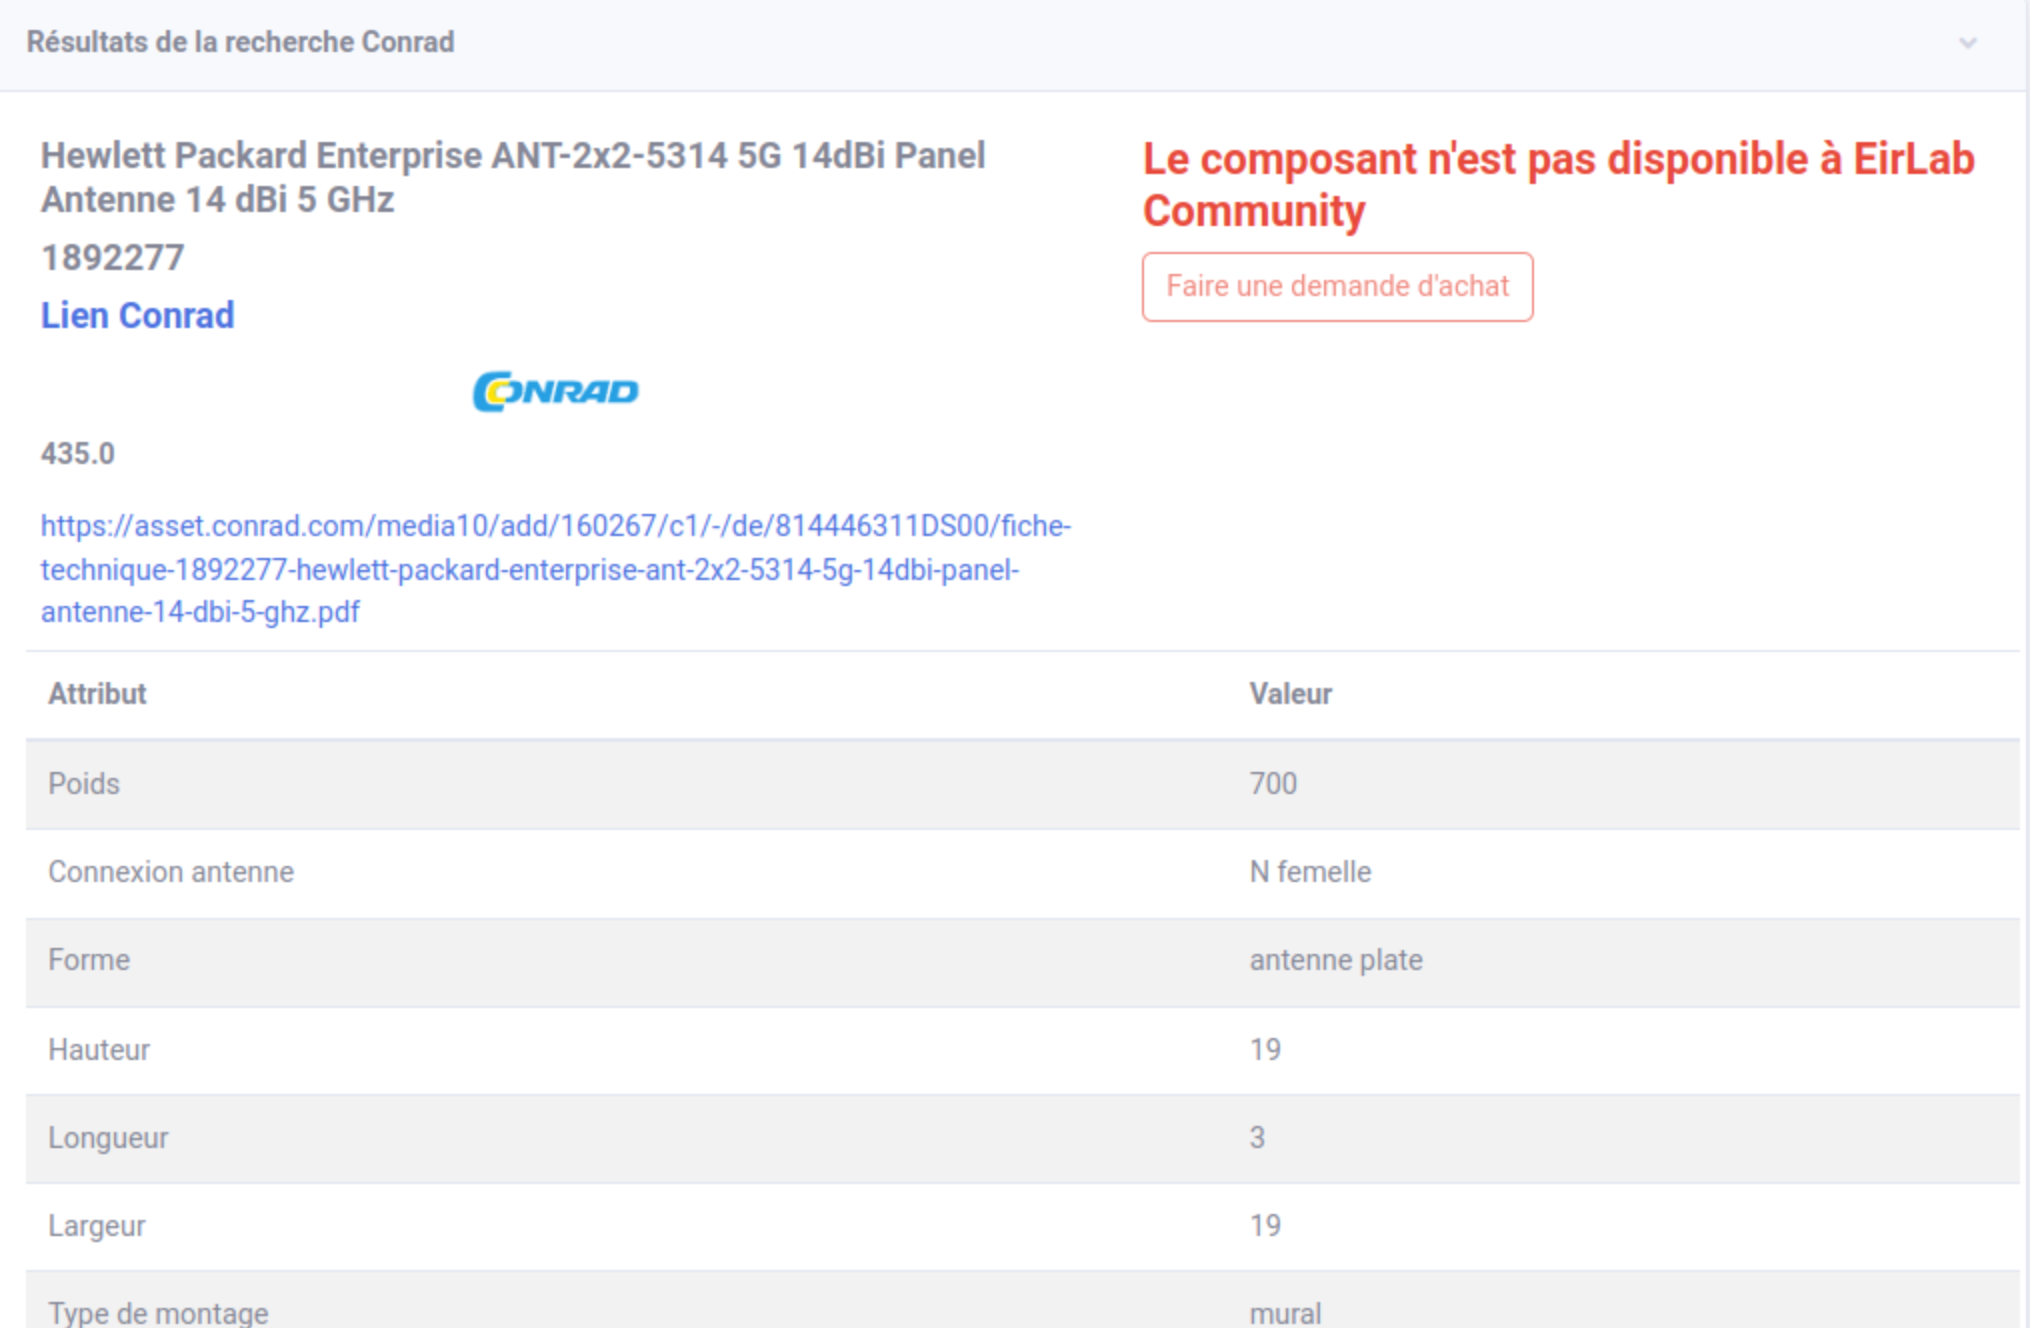 Résultats de la recherche Conrad
Hewlett Packard Enterprise ANT-2x2-5314 5G 14dBi Panel
Antenne 14 dBi 5 GHz
1892277
Lien Conrad
CONRAD
435.0
https://asset.conrad.com/media10/add/160267/c1/-/de/814446311DS00/fiche-
technique-1892277-hewlett-packard-enterprise-ant-2x2-5314-5g-14dbi-panel-
antenne-14-dbi-5-ghz.pdf
Le composant n'est pas disponible à EirLab
Community
Faire une demande d'achat
Attribut Valeur
Poids 700
Connexion antenne N femelle
Forme antenne plate
Hauteur 19
Longueur 3
Largeur 19
Type de montage mural